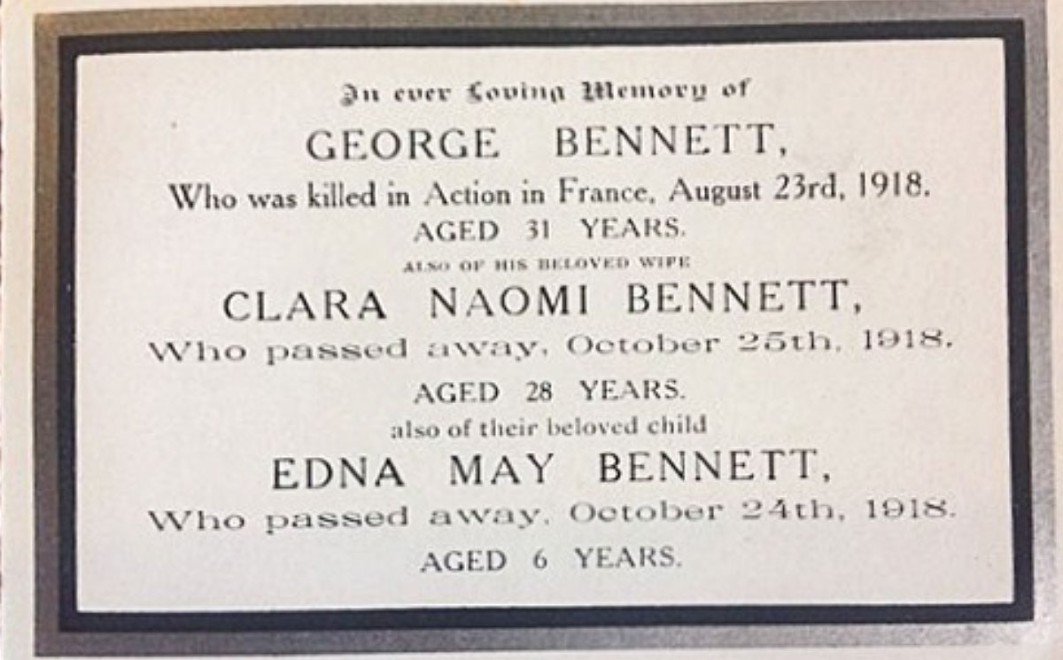 In ever Loving Memory of
GEORGE BENNETT,
Who was killed in Action in France, August 23rd, 1918.
AGED 31 YEARS.
ALSO OF HIS BELOVED WIFE
CLARA NAOMI BENNETT,
Who passed away, October 25th, 1918.
AGED 28 YEARS.
also of their beloved child
EDNA MAY BENNETT,
Who passed away, October 24th, 1918.
AGED 6 YEARS.